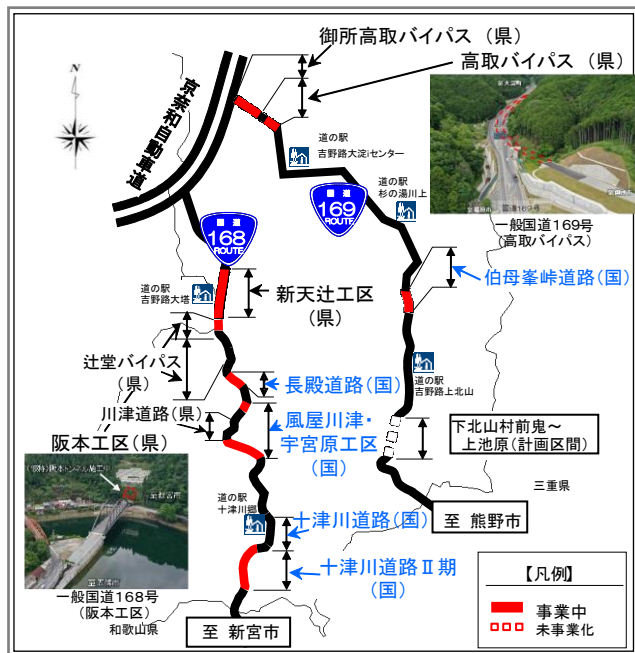 御所高取バイパス (県)
高取バイパス (県)
N
京奈和自動車道
道の駅
吉野路大淀iセンター
道の駅
杉の湯川上
国道
169
ROUTE
一般国道169号
(高取バイパス)
国道
168
ROUTE
伯母峯峠道路(国)
道の駅
吉野路大塔
新天辻工区
(県)
辻堂バイパス
(県)
長殿道路(国)
道の駅
吉野路上北山
川津道路(県)
風屋川津・
宇宮原工区
(国)
下北山村前鬼～
上池原(計画区間)
阪本工区(県)
三重県
道の駅
十津川郷
至 熊野市
十津川道路(国)
十津川道路Ⅱ期
(国)
一般国道168号
(阪本工区)
和歌山県
至 新宮市
【凡例】
事業中
未事業化